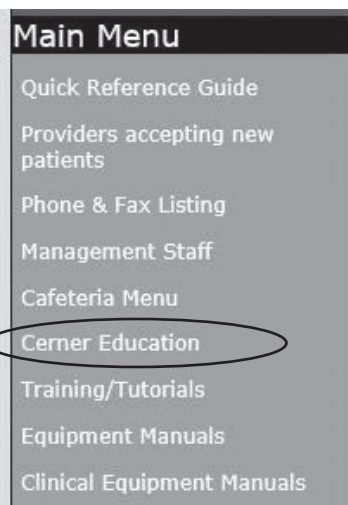 Main Menu
Quick Reference Guide
Providers accepting new
patients
Phone & Fax Listing
Management Staff
Cafeteria Menu
Cerner Education
Training/Tutorials
Equipment Manuals
Clinical Equipment Manuals